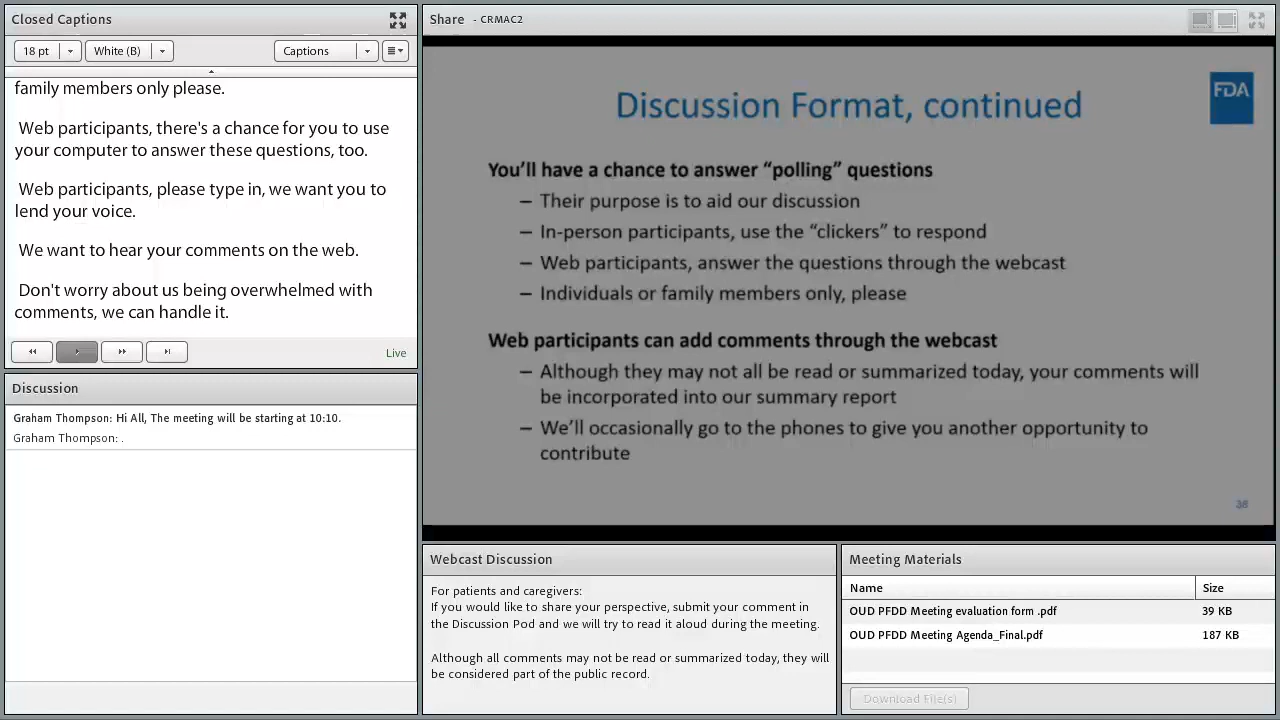 Closed Captions
18 pt
White (B)
Captions
family members only please.
Web participants, there's a chance for you to use
your computer to answer these questions, too.
Web participants, please type in, we want you to
lend your voice.
We want to hear your comments on the web.
Don't worry about us being overwhelmed with
comments, we can handle it.
Live
Discussion
Graham Thompson: Hi All, The meeting will be starting at 10:10.
Graham Thompson: .
Share - CRMAC2
Discussion Format, continued
FDA
You’ll have a chance to answer “polling” questions
– Their purpose is to aid our discussion
– In-person participants, use the “clickers” to respond
– Web participants, answer the questions through the webcast
– Individuals or family members only, please
Web participants can add comments through the webcast
– Although they may not all be read or summarized today, your comments will
be incorporated into our summary report
– We’ll occasionally go to the phones to give you another opportunity to
contribute
36
Webcast Discussion
For patients and caregivers:
If you would like to share your perspective, submit your comment in
the Discussion Pod and we will try to read it aloud during the meeting.
Although all comments may not be read or summarized today, they will
be considered part of the public record.
Meeting Materials
Name Size
OUD PFDD Meeting evaluation form .pdf 39 KB
OUD PFDD Meeting Agenda_Final.pdf 187 KB
Download File(s)